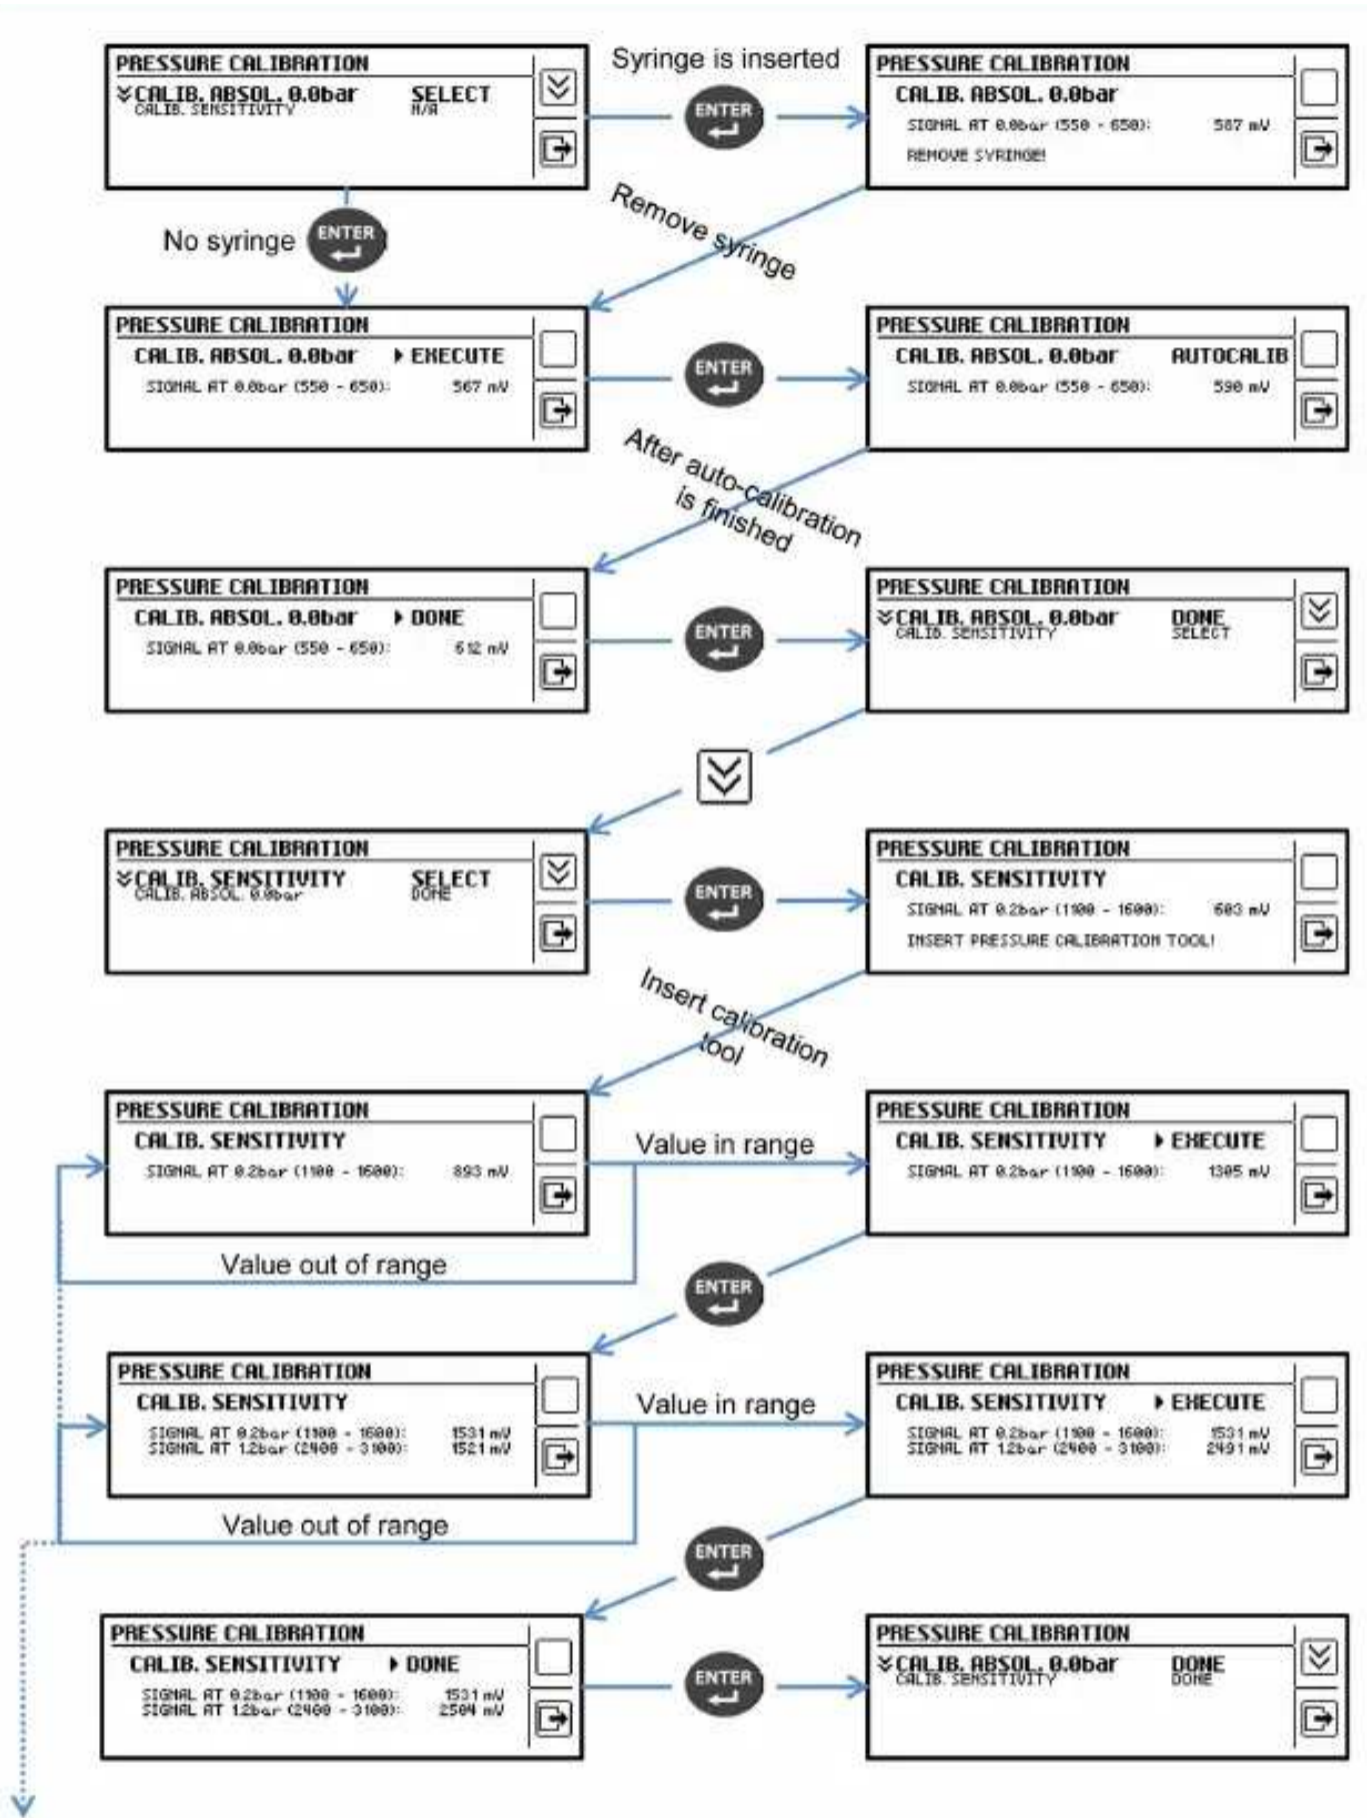 PRESSURE CALIBRATION
CALIB. ABSOL. 0.0bar SELECT
CALIB. SENSITIVITY N/A
Syringe is inserted
ENTER
PRESSURE CALIBRATION
CALIB. ABSOL. 0.0bar
SIGNAL AT 0.0bar (550 - 650): 587 mV
REMOVE SYRINGE!
No syringe
ENTER
Remove syringe
PRESSURE CALIBRATION
CALIB. ABSOL. 0.0bar EXECUTE
SIGNAL AT 0.0bar (550 - 650): 567 mV
ENTER
PRESSURE CALIBRATION
CALIB. ABSOL. 0.0bar AUTOCALIB
SIGNAL AT 0.0bar (550 - 650): 590 mV
After auto-calibration
is finished
PRESSURE CALIBRATION
CALIB. ABSOL. 0.0bar DONE
SIGNAL AT 0.0bar (550 - 650): 612 mV
ENTER
PRESSURE CALIBRATION
CALIB. ABSOL. 0.0bar DONE
CALIB. SENSITIVITY SELECT
PRESSURE CALIBRATION
CALIB. SENSITIVITY SELECT
CALIB. ABSOL. 0.0bar DONE
ENTER
PRESSURE CALIBRATION
CALIB. SENSITIVITY
SIGNAL AT 0.2bar (1100 - 1600): 603 mV
INSERT PRESSURE CALIBRATION TOOL!
Insert calibration
tool
PRESSURE CALIBRATION
CALIB. SENSITIVITY
SIGNAL AT 0.2bar (1100 - 1600): 893 mV
Value in range
PRESSURE CALIBRATION
CALIB. SENSITIVITY EXECUTE
SIGNAL AT 0.2bar (1100 - 1600): 1305 mV
Value out of range
ENTER
PRESSURE CALIBRATION
CALIB. SENSITIVITY
SIGNAL AT 0.2bar (1100 - 1600): 1531 mV
SIGNAL AT 1.2bar (2400 - 3100): 1521 mV
Value in range
PRESSURE CALIBRATION
CALIB. SENSITIVITY EXECUTE
SIGNAL AT 0.2bar (1100 - 1600): 1531 mV
SIGNAL AT 1.2bar (2400 - 3100): 2491 mV
Value out of range
ENTER
PRESSURE CALIBRATION
CALIB. SENSITIVITY DONE
SIGNAL AT 0.2bar (1100 - 1600): 1531 mV
SIGNAL AT 1.2bar (2400 - 3100): 2504 mV
ENTER
PRESSURE CALIBRATION
CALIB. ABSOL. 0.0bar DONE
CALIB. SENSITIVITY DONE